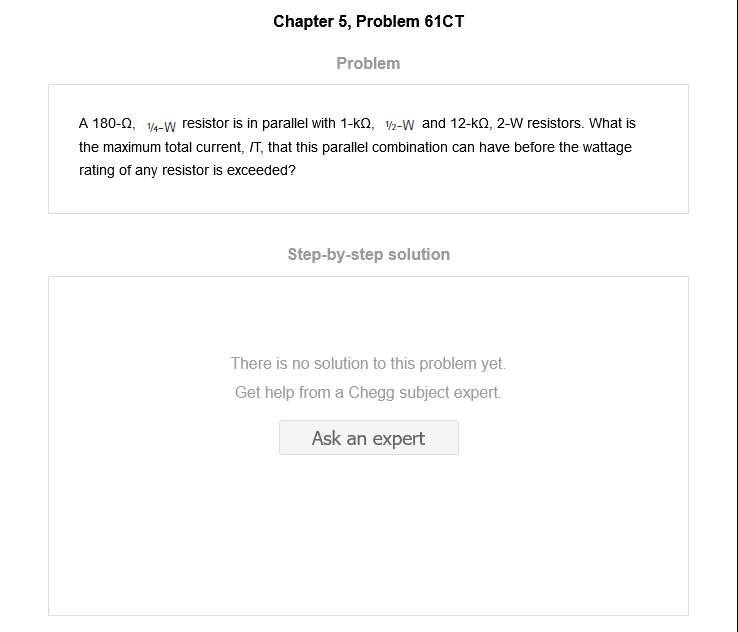 Chapter 5, Problem 61CT
Problem
A 180-Ω, 1/4-W resistor is in parallel with 1-kΩ, 1/2-W and 12-kΩ, 2-W resistors. What is
the maximum total current, IT, that this parallel combination can have before the wattage
rating of any resistor is exceeded?
Step-by-step solution
There is no solution to this problem yet.
Get help from a Chegg subject expert.
Ask an expert